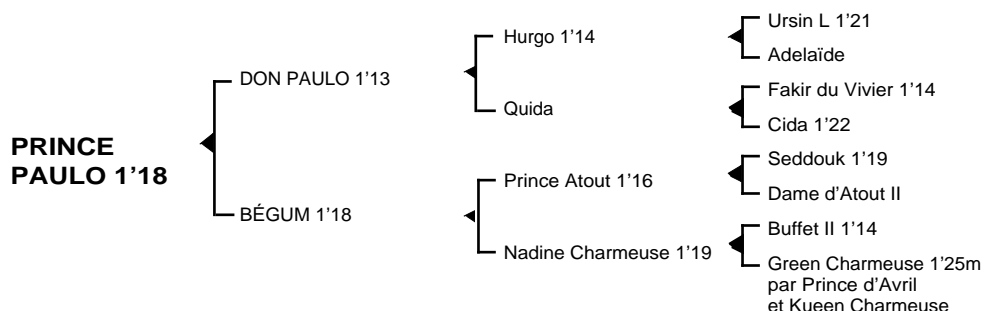 PRINCE
PAULO 1’18
DON PAULO 1’13
BÉGUM 1’18
Hurgo 1’14
Quida
Prince Atout 1’16
Nadine Charmeuse 1’19
Ursin L 1’21
Adelaïde
Fakir du Vivier 1’14
Cida 1’22
Seddouk 1’19
Dame d’Atout II
Buffet II 1’14
Green Charmeuse 1’25m
par Prince d’Avril
et Kueen Charmeuse